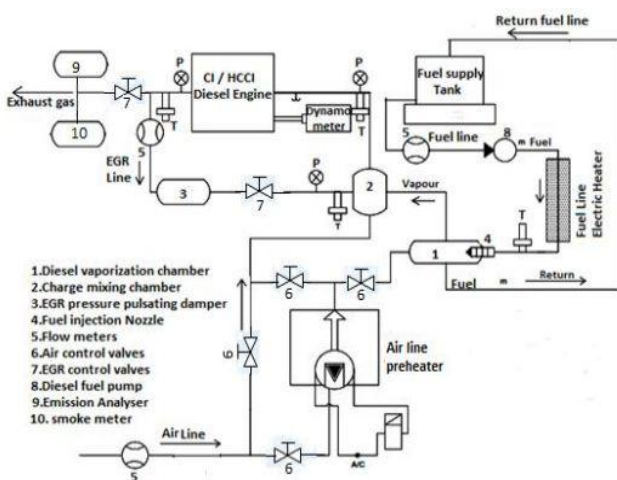 Return fuel line
P
P
CI / HCCI
Diesel Engine
Fuel supply
Tank
9
Exhaust gas
7
10
T
Dynamo
meter
T
5
EGR
Line
5
Fuel line
8
m Fuel
Fuel Line
Electric Heater
3
7
P
T
2
Vapour
T
4
1
Fuel
m
Return
6
6
1.Diesel vaporization chamber
2.Charge mixing chamber
3.EGR pressure pulsating damper
4.Fuel injection Nozzle
5.Flow meters
6.Air control valves
7.EGR control valves
8.Diesel fuel pump
9.Emission Analyser
10. smoke meter
6
Air line
preheater
Air Line
5
6
A/C